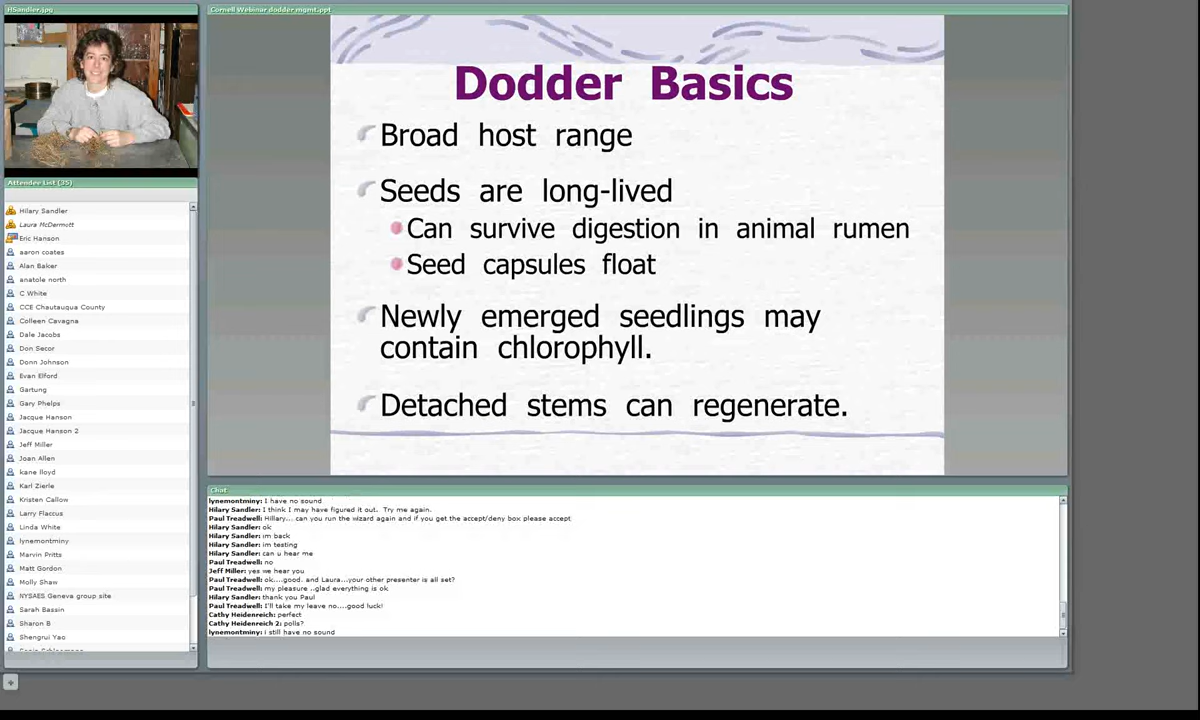 HSandler.jpg
Attendee List (35)
Hilary Sandler
Laura McDermott
Eric Hanson
aaron coates
Alan Baker
anatole north
C White
CCE Chautauqua County
Colleen Cavagna
Dale Jacobs
Don Secor
Donn Johnson
Evan Elford
Gartung
Gary Phelps
Jacque Hanson
Jacque Hanson 2
Jeff Miller
Joan Allen
kane lloyd
Karl Zierle
Kristen Callow
Larry Flaccus
Linda White
lynemontminy
Marvin Pritts
Matt Gordon
Molly Shaw
NYSAES Geneva group site
Sarah Bassin
Sharon B
Shengrui Yao
Cornell Webinar dodder mgmt.ppt
Dodder Basics
Broad host range
Seeds are long-lived
Can survive digestion in animal rumen
Seed capsules float
Newly emerged seedlings may
contain chlorophyll.
Detached stems can regenerate.
Chat
lynemontminy: I have no sound
Hilary Sandler: I think I may have figured it out. Try me again.
Paul Treadwell: Hillary... can you run the wizard again and if you get the accept/deny box please accept
Hilary Sandler: ok
Hilary Sandler: im back
Hilary Sandler: im testing
Hilary Sandler: can u hear me
Paul Treadwell: no
Jeff Miller: yes we hear you
Paul Treadwell: ok....good. and Laura...your other presenter is all set?
Paul Treadwell: my pleasure ..glad everything is ok
Hilary Sandler: thank you Paul
Paul Treadwell: I'll take my leave no....good luck!
Cathy Heidenreich: perfect
Cathy Heidenreich 2: polls?
lynemontminy: i still have no sound